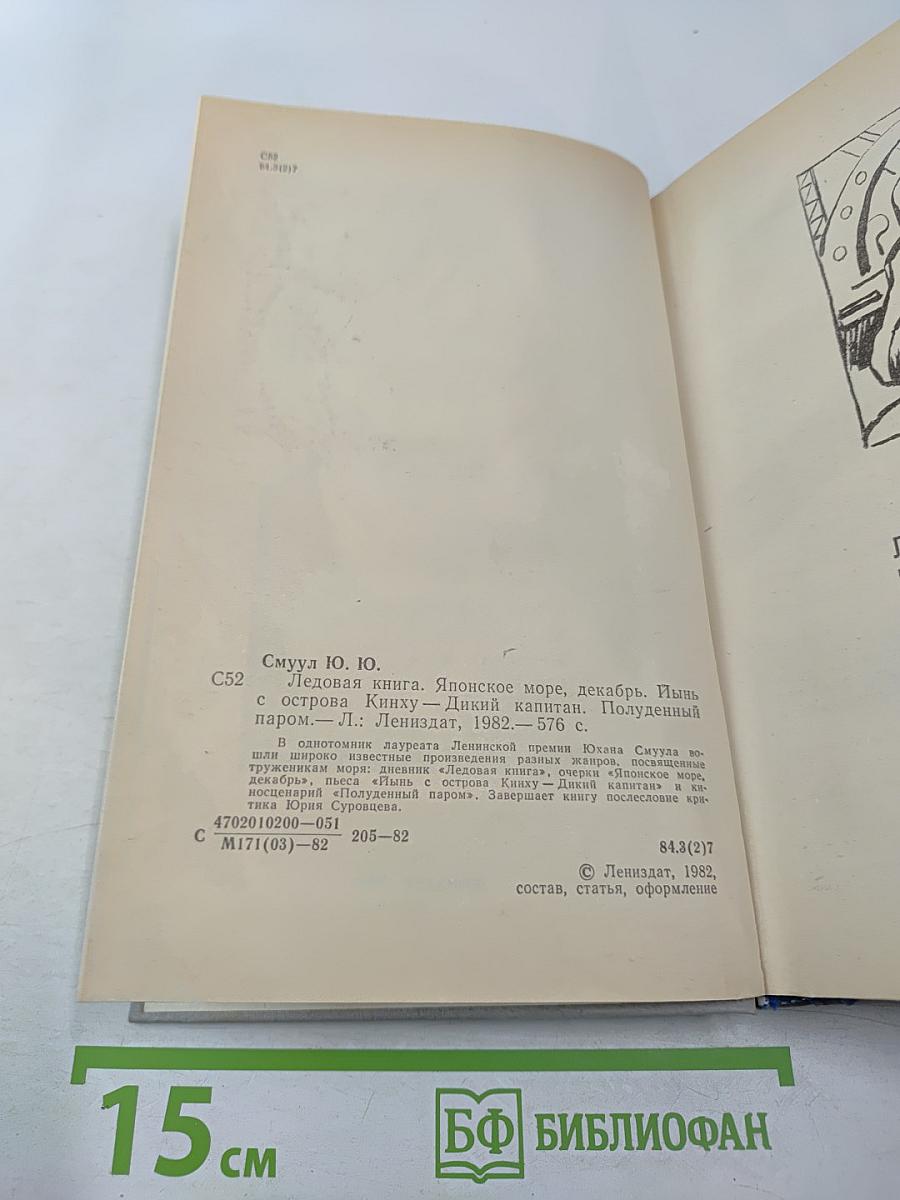 С52
84.3(2)7
Смуул Ю. Ю.
С52 Ледовая книга. Японское море, декабрь. Йынь
с острова Кинху — Дикий капитан. Полуденный
паром.— Л.: Лениздат, 1982.— 576 с.
В однотомник лауреата Ленинской премии Юхана Смуула во-
шли широко известные произведения разных жанров, посвященные
труженикам моря: дневник «Ледовая книга», очерки «Японское море,
декабрь», пьеса «Йынь с острова Кинху — Дикий капитан» и ки-
носценарий «Полуденный паром». Завершает книгу послесловие кри-
тика Юрия Суровцева.
С 4702010200—051 205—82
М171(03)—82
84.3(2)7
© Лениздат, 1982,
состав, статья, оформление
15 см
БФ БИБЛИОФАН